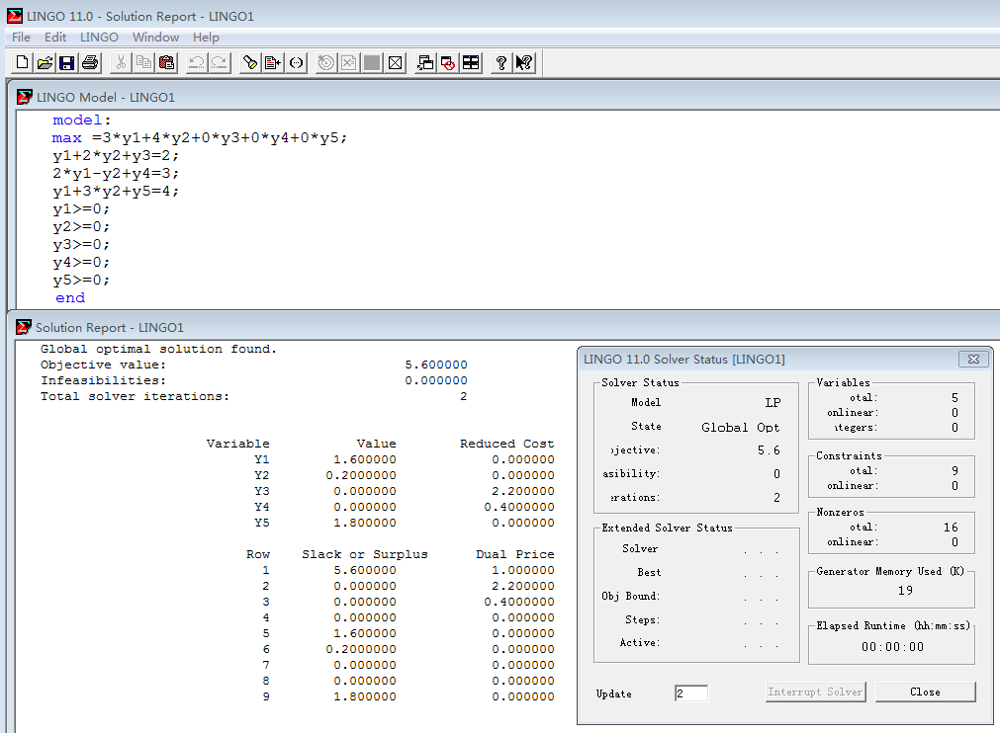 LINGO 11.0 - Solution Report - LINGO1
File Edit LINGO Window Help
LINGO Model - LINGO1
model:
max =3*y1+4*y2+0*y3+0*y4+0*y5;
y1+2*y2+y3=2;
2*y1-y2+y4=3;
y1+3*y2+y5=4;
y1>=0;
y2>=0;
y3>=0;
y4>=0;
y5>=0;
end
Solution Report - LINGO1
Global optimal solution found.
Objective value: 5.600000
Infeasibilities: 0.000000
Total solver iterations: 2
Variable Value Reduced Cost
Y1 1.600000 0.000000
Y2 0.2000000 0.000000
Y3 0.000000 2.200000
Y4 0.000000 0.4000000
Y5 1.800000 0.000000
Row Slack or Surplus Dual Price
1 5.600000 1.000000
2 0.000000 2.200000
3 0.000000 0.4000000
4 0.000000 0.000000
5 1.600000 0.000000
6 0.2000000 0.000000
7 0.000000 0.000000
8 0.000000 0.000000
9 1.800000 0.000000
LINGO 11.0 Solver Status [LINGO1]
Solver Status
Model LP
State Global Opt
jective: 5.6
asibility: 0
erations: 2
Extended Solver Status
Solver . . .
Best . . .
Obj Bound: . . .
Steps: . . .
Active: . . .
Variables
otal: 5
onlinear: 0
tegers: 0
Constraints
otal: 9
onlinear: 0
Nonzeros
otal: 16
onlinear: 0
Generator Memory Used (K)
19
Elapsed Runtime (hh:mm:ss)
00:00:00
Update 2
Interrupt Solver
Close